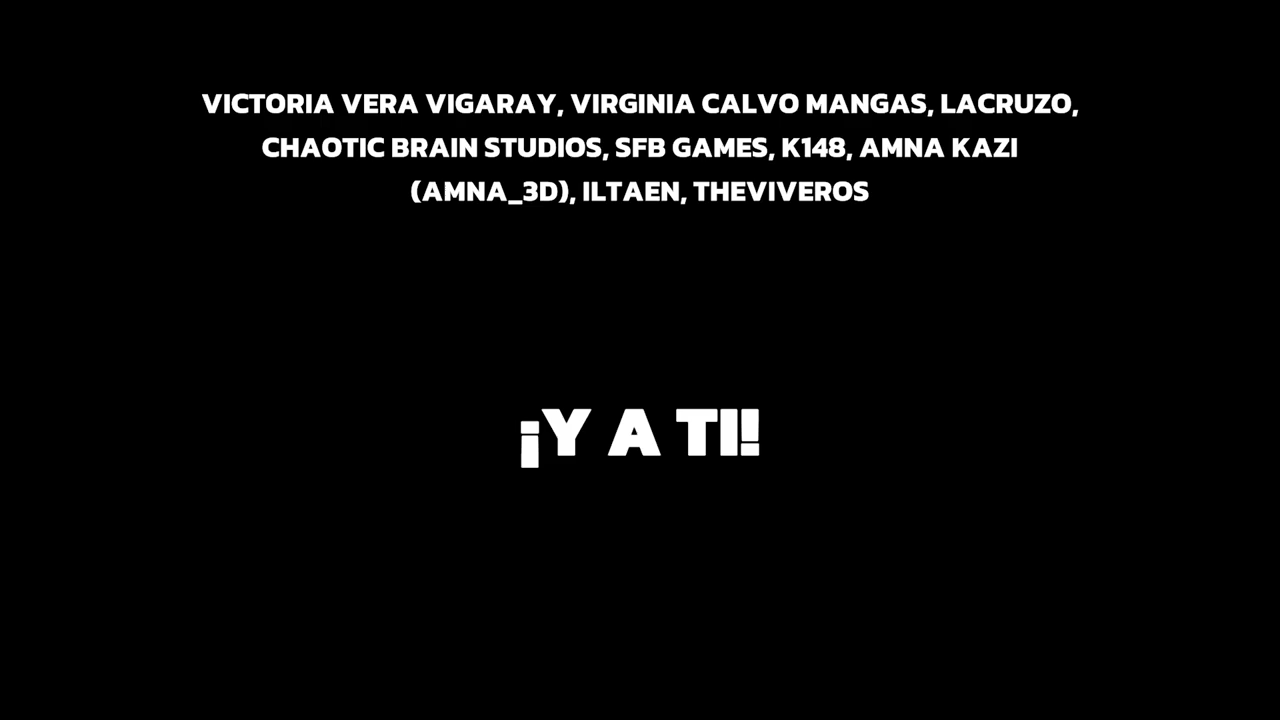 VICTORIA VERA VIGARAY, VIRGINIA CALVO MANGAS, LACRUZO,
CHAOTIC BRAIN STUDIOS, SFB GAMES, K148, AMNA KAZI
(AMNA_3D), ILTAEN, THEVIVEROS
¡Y A TI!